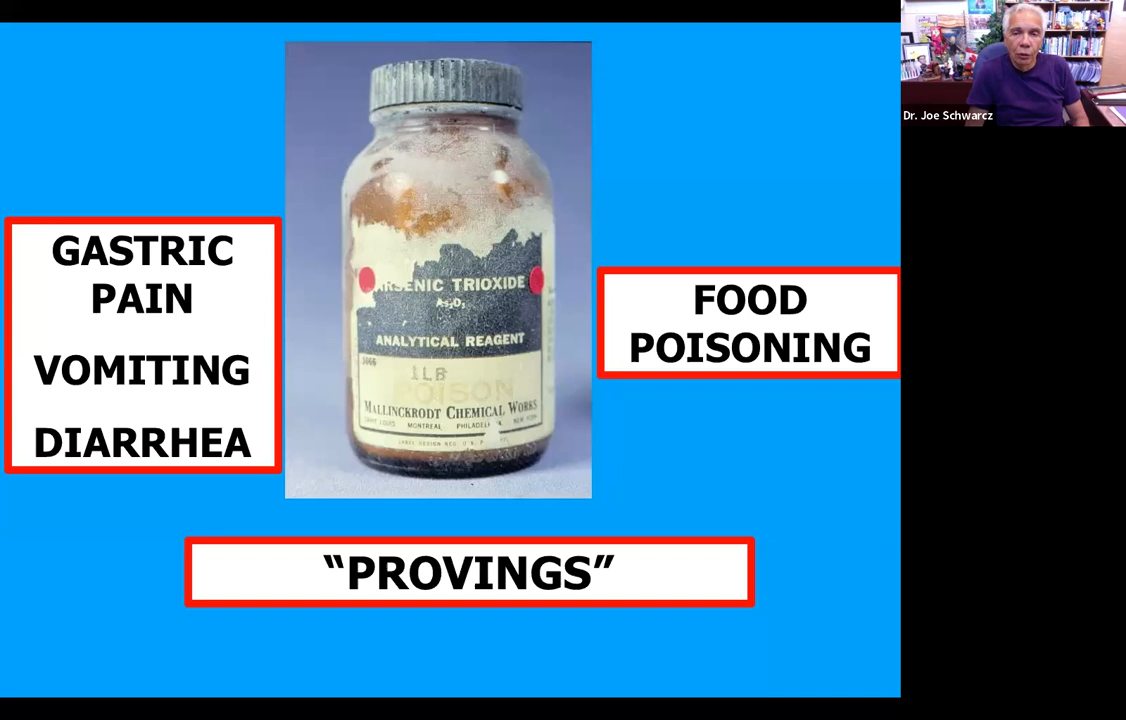 GASTRIC
PAIN
VOMITING
DIARRHEA
ARSENIC TRIOXIDE
As₂O₃
ANALYTICAL REAGENT
1LB
POISON
MALLINCKRODT CHEMICAL WORKS
MONTREAL
NEW YORK
FOOD
POISONING
“PROVINGS”
Dr. Joe Schwarcz